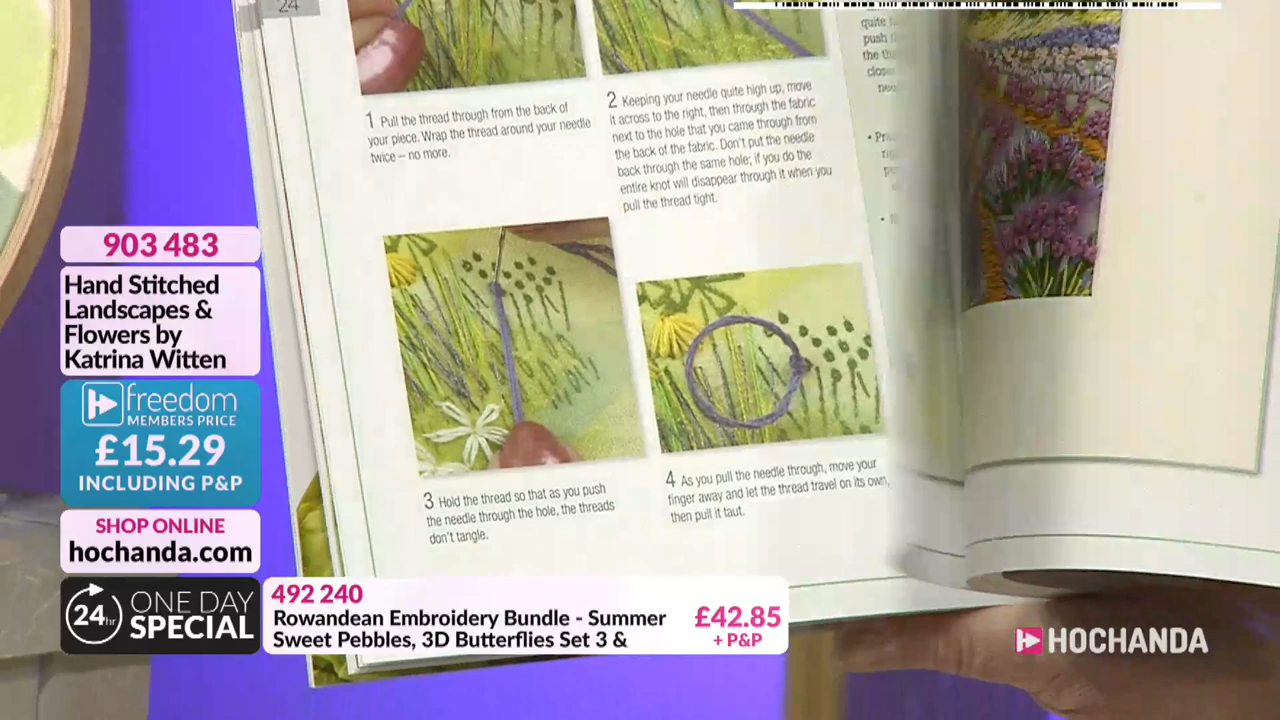 24
1 Pull the thread through from the back of
your piece. Wrap the thread around your needle
twice – no more.
2 Keeping your needle quite high up, move
it across to the right, then through the fabric
next to the hole that you came through from
the back of the fabric. Don't put the needle
back through the same hole; if you do the
entire knot will disappear through it when you
pull the thread tight.
quite
push
the
close
3 Hold the thread so that as you push
the needle through the hole, the threads
don't tangle.
4 As you pull the needle through, move your
finger away and let the thread travel on its own,
then pull it taut.
903 483
Hand Stitched
Landscapes &
Flowers by
Katrina Witten
freedom
MEMBERS PRICE
£15.29
INCLUDING P&P
SHOP ONLINE
hochanda.com
24hr ONE DAY
SPECIAL
492 240
Rowandean Embroidery Bundle - Summer
Sweet Pebbles, 3D Butterflies Set 3 &
£42.85
+ P&P
HOCHANDA